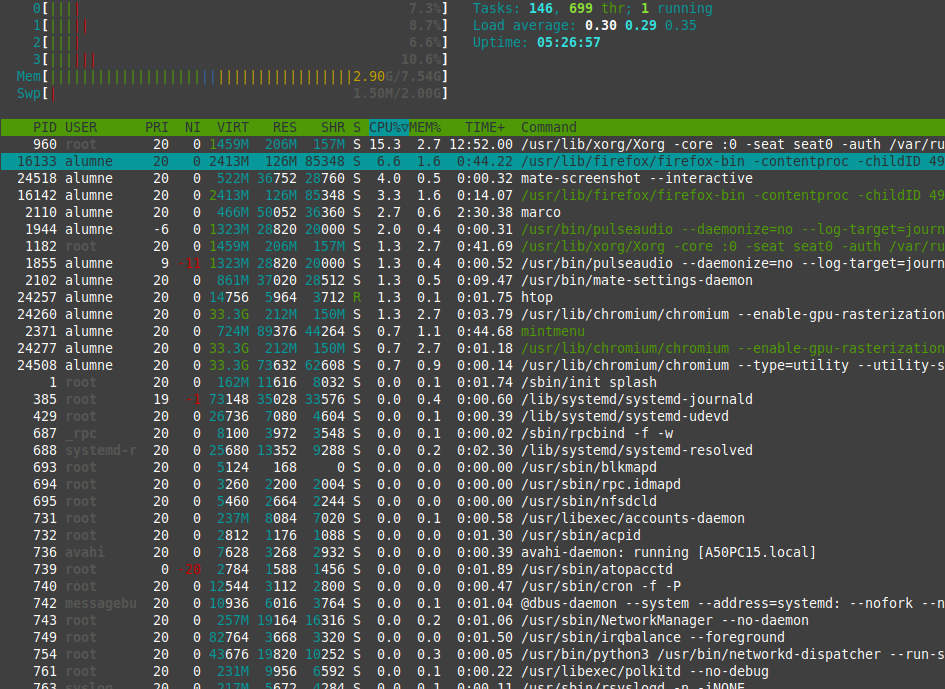 0[|||| 7.3%] Tasks: 146, 699 thr; 1 running
1[||||| 8.7%] Load average: 0.30 0.29 0.35
2[|||| 6.6%] Uptime: 05:26:57
3[|||||| 10.6%]
Mem[||||||||||||||||||||||||||||||||||||||2.90G/7.54G]
Swp[| 1.50M/2.00G]
PID USER PRI NI VIRT RES SHR S CPU%▽MEM% TIME+ Command
960 root 20 0 1459M 206M 157M S 15.3 2.7 12:52.00 /usr/lib/xorg/Xorg -core :0 -seat seat0 -auth /var/ru
16133 alumne 20 0 2413M 126M 85348 S 6.6 1.6 0:44.22 /usr/lib/firefox/firefox-bin -contentproc -childID 49
24518 alumne 20 0 522M 36752 28760 S 4.0 0.5 0:00.32 mate-screenshot --interactive
16142 alumne 20 0 2413M 126M 85348 S 3.3 1.6 0:14.07 /usr/lib/firefox/firefox-bin -contentproc -childID 49
2110 alumne 20 0 466M 50052 36360 S 2.7 0.6 2:30.38 marco
1944 alumne -6 0 1323M 28820 20000 S 2.0 0.4 0:00.31 /usr/bin/pulseaudio --daemonize=no --log-target=journ
1182 root 20 0 1459M 206M 157M S 1.3 2.7 0:41.69 /usr/lib/xorg/Xorg -core :0 -seat seat0 -auth /var/ru
1855 alumne 9 -11 1323M 28820 20000 S 1.3 0.4 0:00.52 /usr/bin/pulseaudio --daemonize=no --log-target=journ
2102 alumne 20 0 861M 37020 28512 S 1.3 0.5 0:09.47 /usr/bin/mate-settings-daemon
24257 alumne 20 0 14756 5964 3712 R 1.3 0.1 0:01.75 htop
24260 alumne 20 0 33.3G 212M 150M S 1.3 2.7 0:03.79 /usr/lib/chromium/chromium --enable-gpu-rasterization
2371 alumne 20 0 724M 89376 44264 S 0.7 1.1 0:44.68 mintmenu
24277 alumne 20 0 33.3G 212M 150M S 0.7 2.7 0:01.18 /usr/lib/chromium/chromium --enable-gpu-rasterization
24508 alumne 20 0 33.3G 73632 62608 S 0.7 0.9 0:00.14 /usr/lib/chromium/chromium --type=utility --utility-s
1 root 20 0 162M 11616 8032 S 0.0 0.1 0:01.74 /sbin/init splash
385 root 19 -1 73148 35028 33576 S 0.0 0.4 0:00.60 /lib/systemd/systemd-journald
429 root 20 0 26736 7080 4604 S 0.0 0.1 0:00.39 /lib/systemd/systemd-udevd
687 _rpc 20 0 8100 3972 3548 S 0.0 0.1 0:00.02 /sbin/rpcbind -f -w
688 systemd-r 20 0 25680 13352 9288 S 0.0 0.2 0:02.30 /lib/systemd/systemd-resolved
693 root 20 0 5124 168 0 S 0.0 0.0 0:00.00 /usr/sbin/blkmapd
694 root 20 0 3260 2200 2004 S 0.0 0.0 0:00.00 /usr/sbin/rpc.idmapd
695 root 20 0 5460 2664 2244 S 0.0 0.0 0:00.00 /usr/sbin/nfsdcld
731 root 20 0 237M 8084 7020 S 0.0 0.1 0:00.58 /usr/libexec/accounts-daemon
732 root 20 0 2812 1176 1088 S 0.0 0.0 0:01.30 /usr/sbin/acpid
736 avahi 20 0 7628 3268 2932 S 0.0 0.0 0:00.39 avahi-daemon: running [A50PC15.local]
739 root 0 -20 2784 1588 1456 S 0.0 0.0 0:01.89 /usr/sbin/atopacctd
740 root 20 0 12544 3112 2800 S 0.0 0.0 0:00.47 /usr/sbin/cron -f -P
742 messagebu 20 0 10936 6016 3764 S 0.0 0.1 0:01.04 @dbus-daemon --system --address=systemd: --nofork --n
743 root 20 0 257M 19164 16316 S 0.0 0.2 0:01.06 /usr/sbin/NetworkManager --no-daemon
749 root 20 0 82764 3668 3320 S 0.0 0.0 0:01.50 /usr/sbin/irqbalance --foreground
754 root 20 0 43676 19820 10252 S 0.0 0.3 0:00.05 /usr/bin/python3 /usr/bin/networkd-dispatcher --run-s
761 root 20 0 231M 9956 6592 S 0.0 0.1 0:00.22 /usr/libexec/polkitd --no-debug
763 syslog 20 0 217M 5672 4284 S 0.0 0.1 0:00.11 /usr/sbin/rsyslogd -n -iNONE